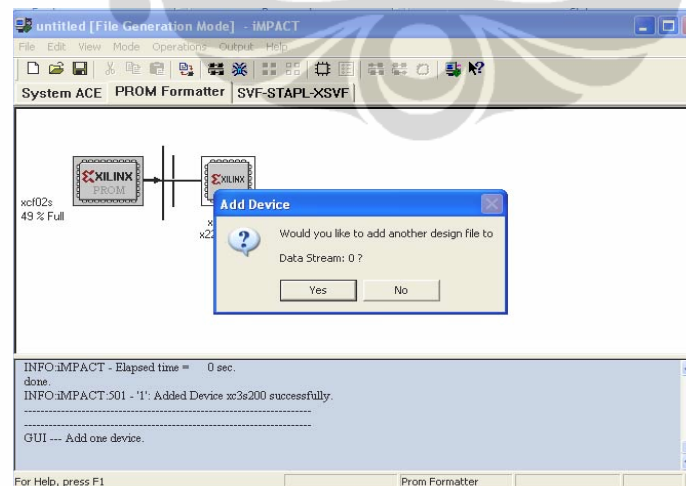 untitled [File Generation Mode] - iMPACT
File Edit View Mode Operations Output Help
System ACE PROM Formatter SVF-STAPL-XSVF
XILINX
PROM
XILINX
xcf02s
49 % Full
Add Device
Would you like to add another design file to
Data Stream: 0 ?
Yes No
INFO:iMPACT - Elapsed time = 0 sec.
done.
INFO:iMPACT:501 - '1': Added Device xc3s200 successfully.
----------------------------------------------------------------------
----------------------------------------------------------------------
GUI --- Add one device.
For Help, press F1 Prom Formatter